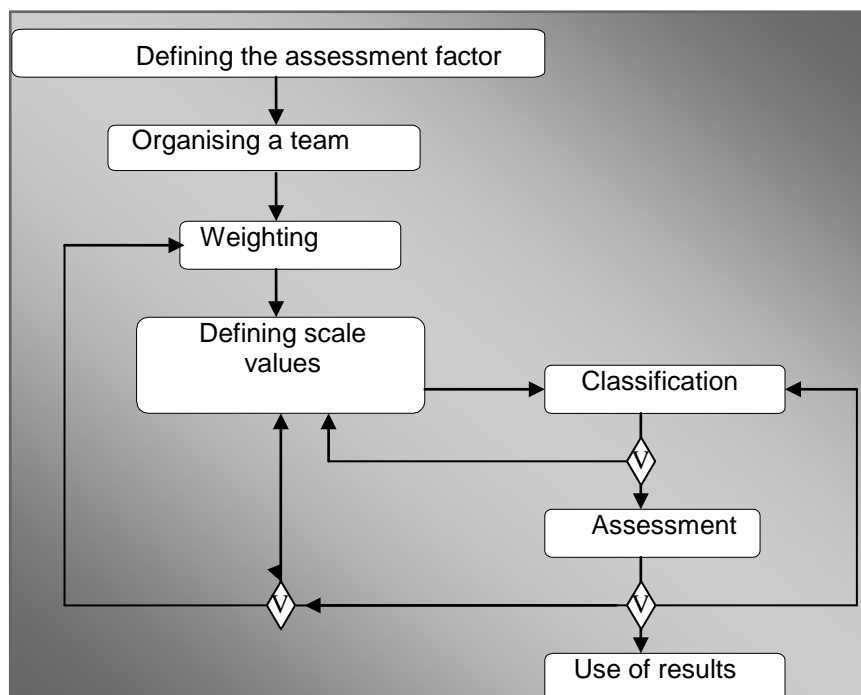 Defining the assessment factor
Organising a team
Weighting
Defining scale
values
Classification
V
Assessment
V
V
Use of results